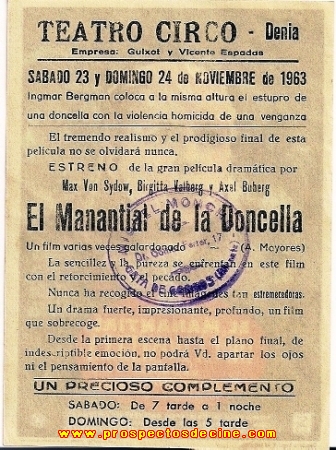 TEATRO CIRCO - Denia
Empresa: Guixot y Vicente Espadas
SABADO 23 y DOMINGO 24 de NOVIEMBRE de 1963
Ingmar Bergman coloca a la misma altura el estupro de
una doncella con la violencia homicida de una venganza
El tremendo realismo y el prodigioso final de esta
película no se olvidará nunca.
ESTRENO de la gran película dramática por
Max Von Sydow, Birgitta Valberg y Axel Buberg
El Manantial de la Doncella
Un film varias veces galardonado (A. Mayores)
La sencillez y la pureza se enfrentan en este film
con el retorcimiento y el pecado.
Nunca ha recogido el cine imágenes tan estremecedoras.
Un drama fuerte, impresionante, profundo, un film
que sobrecoge.
Desde la primera escena hasta el plano final, de
indescriptible emoción, no podrá Vd. apartar los ojos
ni el pensamiento de la pantalla.
UN PRECIOSO COMPLEMENTO
SABADO: De 7 tarde a 1 noche
DOMINGO: Desde las 5 tarde
www.prospectosdecine.com